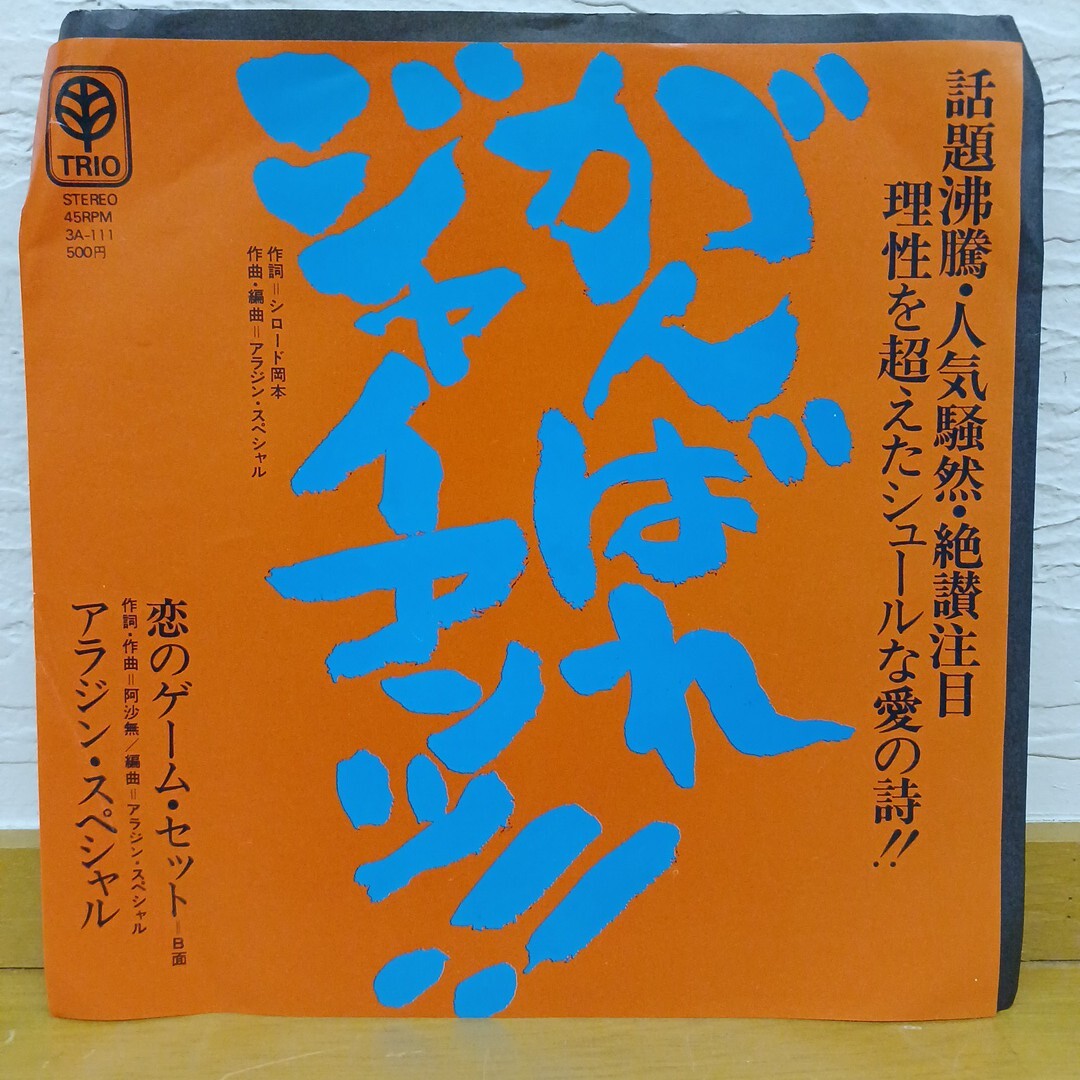 話題沸騰・人気騒然・絶讃注目
理性を超えたシュールな愛の詩!!
がんばれ
ジャイアンツ!!
作詞=シロード岡本
作曲・編曲=アラジン・スペシャル
恋のゲーム・セット=B面
作詞・作曲=阿沙無/編曲=アラジン・スペシャル
アラジン・スペシャル
TRIO
STEREO
45RPM
3A-111
500円